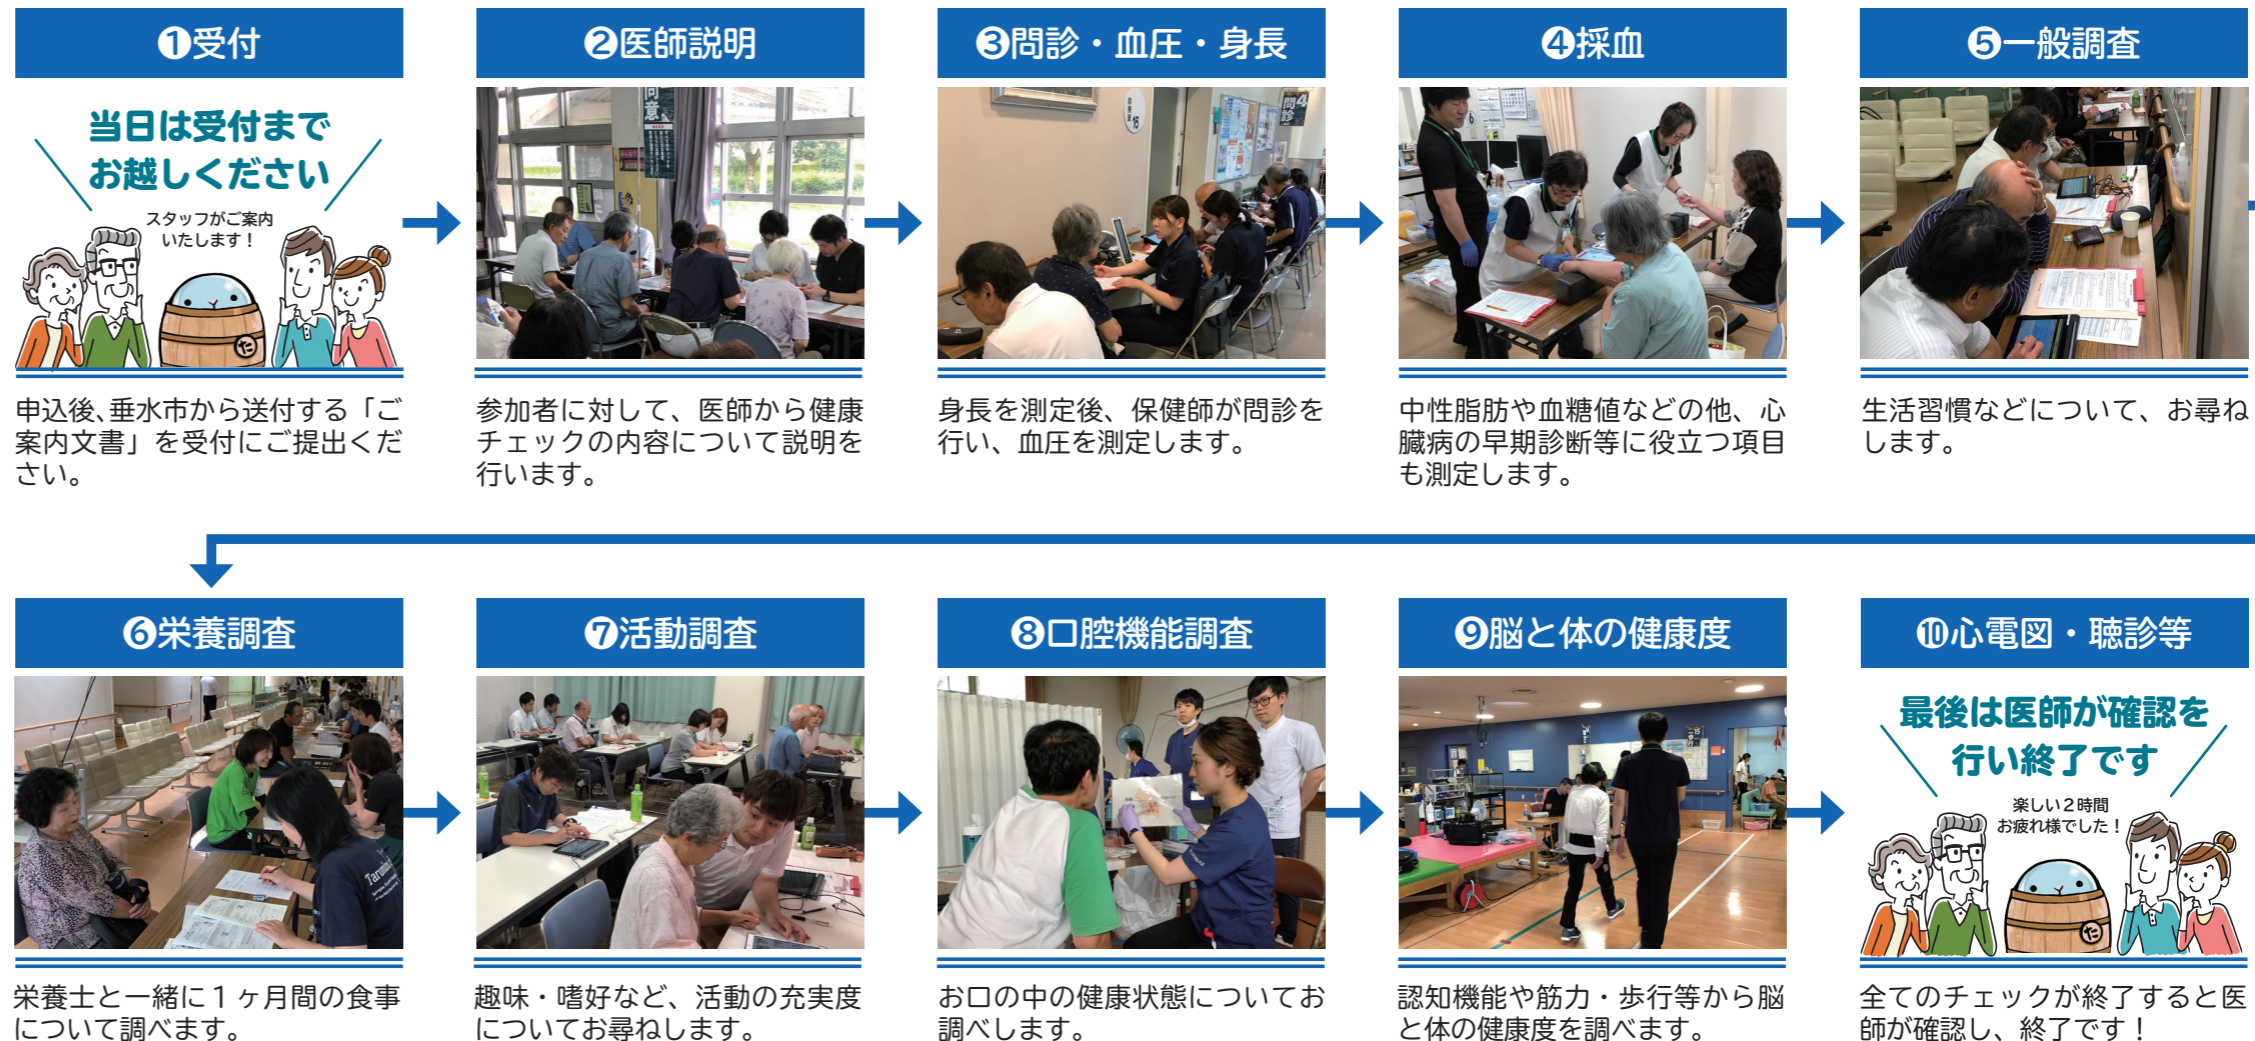 ❶受付
当日は受付まで
お越しください
スタッフがご案内
いたします！
た
申込後、垂水市から送付する「ご
案内文書」を受付にご提出くだ
さい。
❷医師説明
同意
参加者に対して、医師から健康
チェックの内容について説明を
行います。
❸問診・血圧・身長
16
問診
4
身長を測定後、保健師が問診を
行い、血圧を測定します。
❹採血
6
中性脂肪や血糖値などの他、心
臓病の早期診断等に役立つ項目
も測定します。
❺一般調査
生活習慣などについて、お尋ね
します。
❻栄養調査
栄養士と一緒に１ヶ月間の食事
について調べます。
❼活動調査
趣味・嗜好など、活動の充実度
についてお尋ねします。
❽口腔機能調査
お口の中の健康状態についてお
調べします。
❾脳と体の健康度
認知機能や筋力・歩行等から脳
と体の健康度を調べます。
❿心電図・聴診等
最後は医師が確認を
行い終了です
楽しい２時間
お疲れ様でした！
た
全てのチェックが終了すると医
師が確認し、終了です！